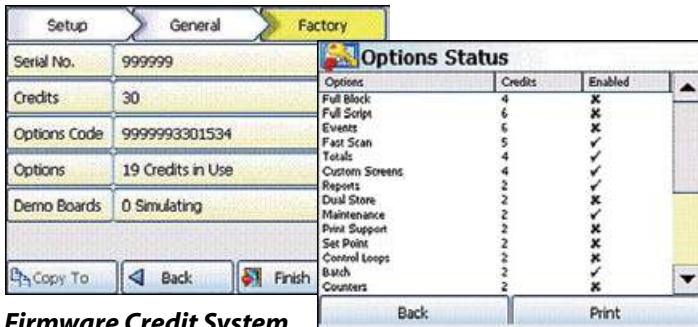 Setup General Factory
Serial No. 999999
Credits 30
Options Code 9999993301534
Options 19 Credits in Use
Demo Boards 0 Simulating
Copy To Back Finish
Options Status
Options Credits Enabled
Full Block 4 ✗
Full Script 6 ✗
Events 6 ✗
Fast Scan 5 ✓
Totals 4 ✓
Custom Screens 4 ✓
Reports 2 ✓
Dual Store 2 ✗
Maintenance 2 ✓
Print Support 2 ✗
Set Point 2 ✗
Control Loops 2 ✗
Batch 2 ✓
Counters 2 ✗
Back Print
Firmware Credit System